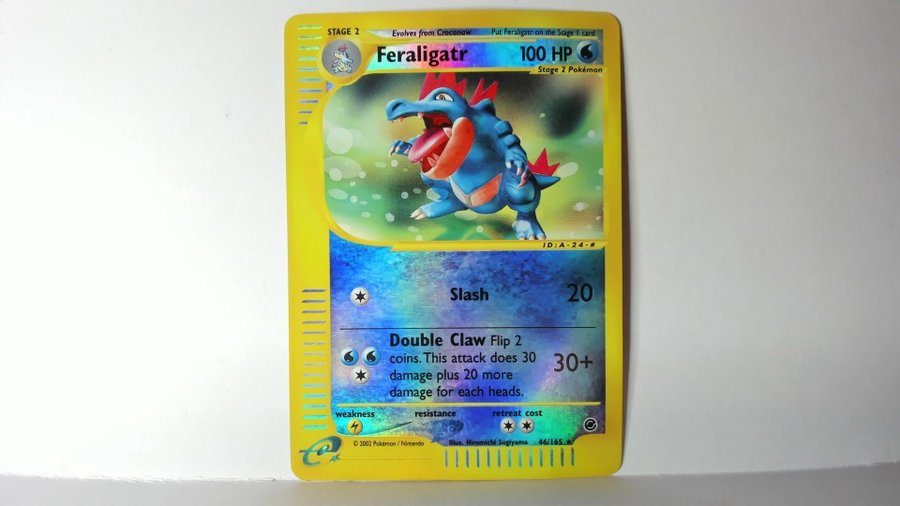 STAGE 2 Evolves from Croconaw Put Feraligatr on the Stage 1 card
Feraligatr 100 HP
Stage 2 Pokémon
ID:A-24-#
Slash 20
Double Claw Flip 2
coins. This attack does 30
damage plus 20 more
damage for each heads.
30+
weakness resistance retreat cost
© 2002 Pokémon / Nintendo Illus. Hiromichi Sugiyama 46/165 ★
e